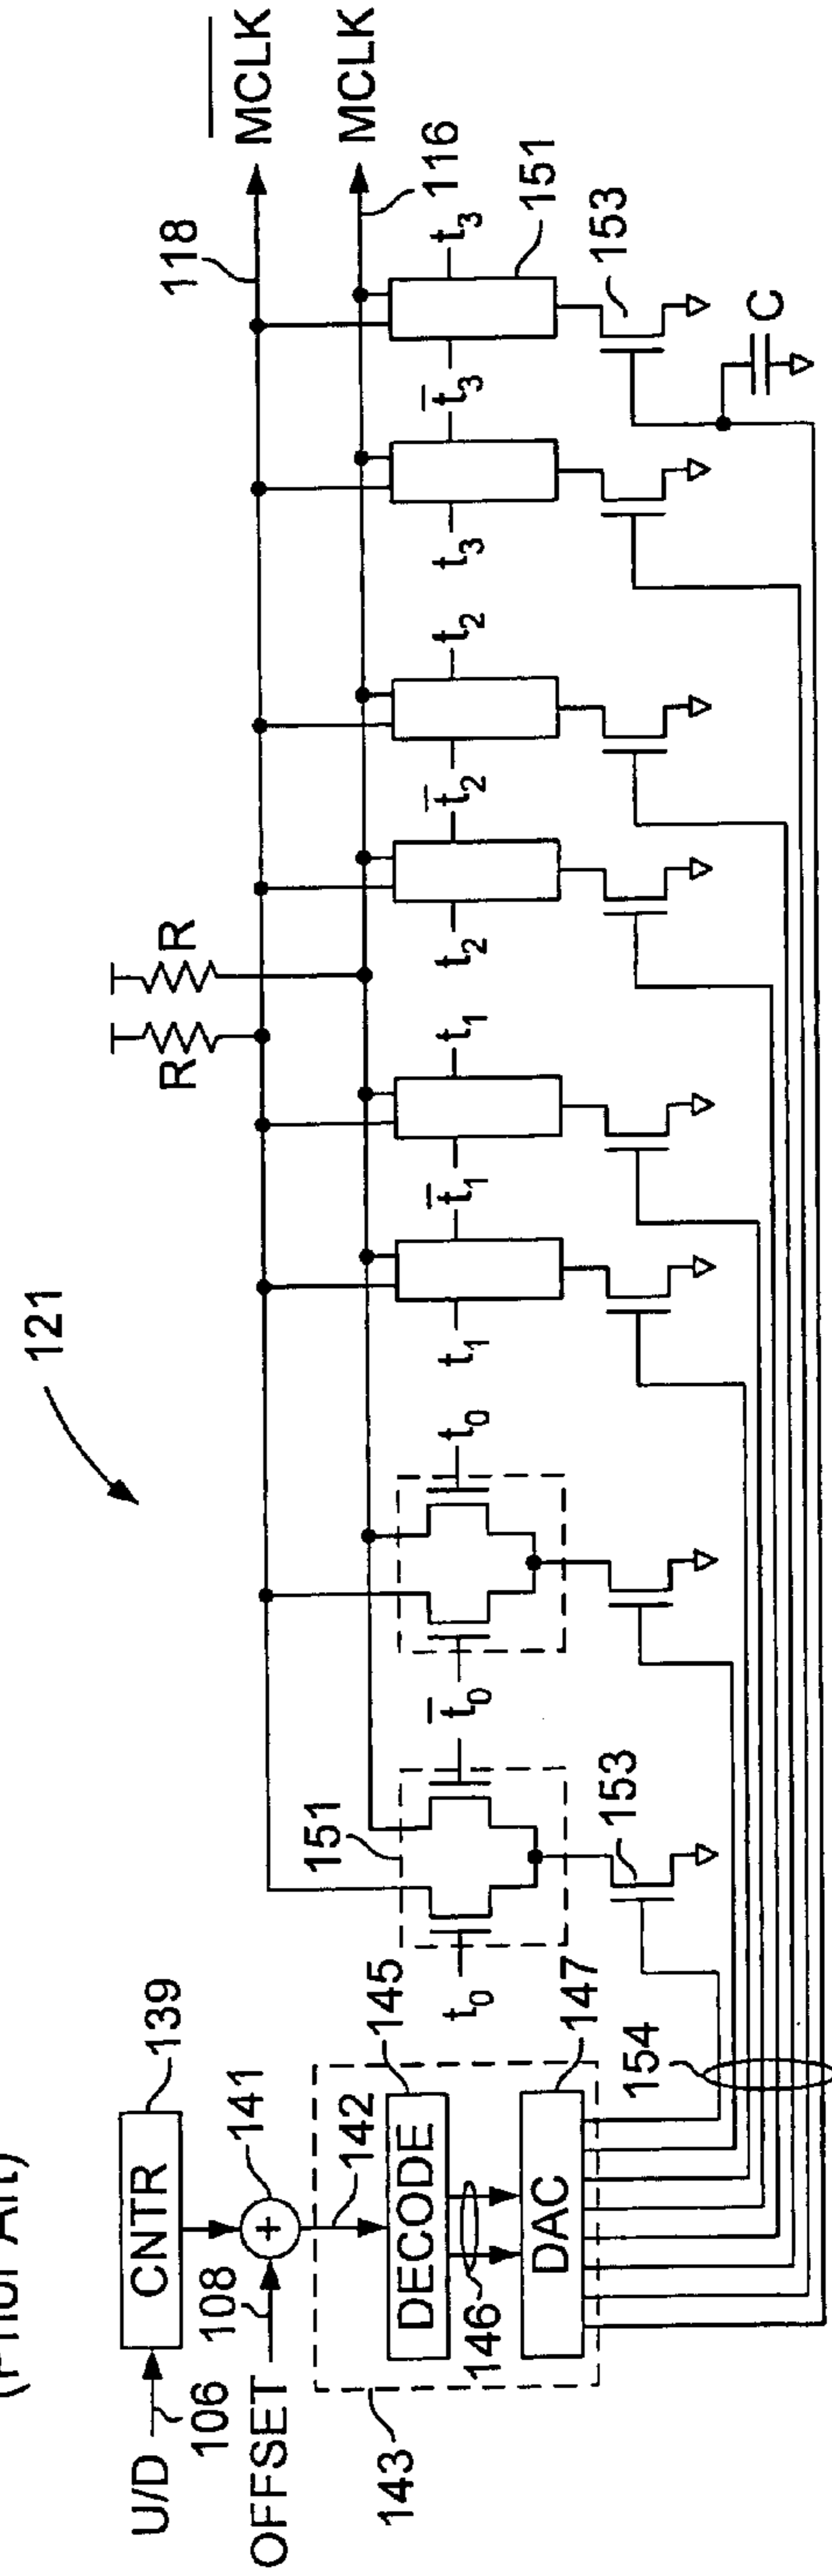 (Prior Art)
121
U/D
106
CNTR
139
R
R
118
M̅C̅L̅K̅
OFFSET
108
+
141
MCLK
116
143
142
145
151
DECODE
t₀
t̅₀
t₀
t₁
t̅₁
t₁
t₂
t̅₂
t₂
t₃
t̅₃
t₃
151
146
DAC
147
153
153
154
C